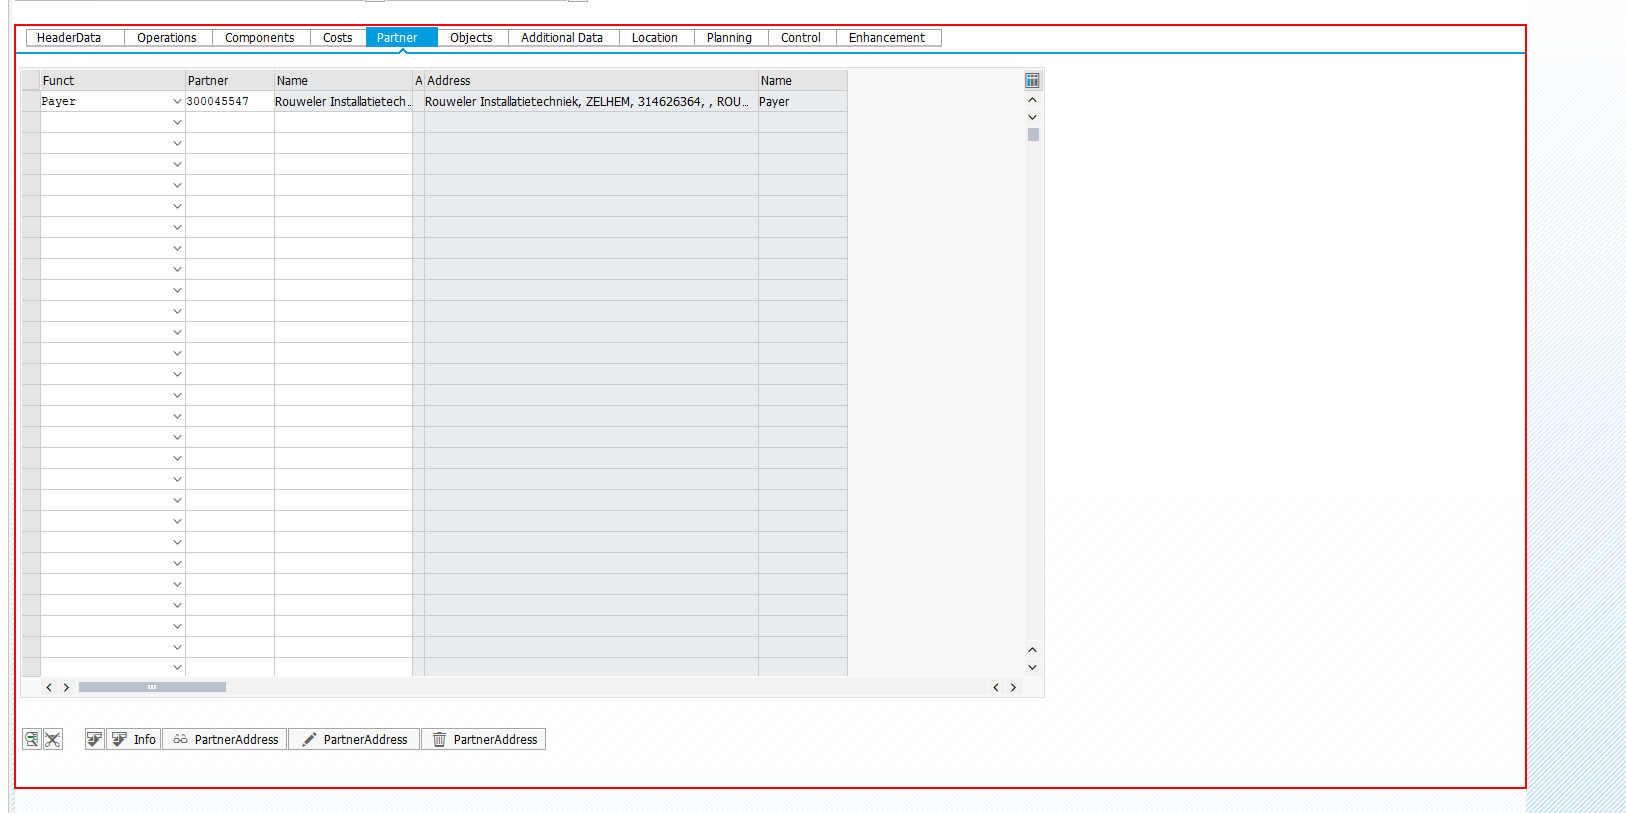 HeaderData Operations Components Costs Partner Objects Additional Data Location Planning Control Enhancement
Funct Partner Name A Address Name
Payer 300045547 Rouweler Installatietech.. Rouweler Installatietechniek, ZELHEM, 314626364, , ROU... Payer
Info PartnerAddress PartnerAddress PartnerAddress